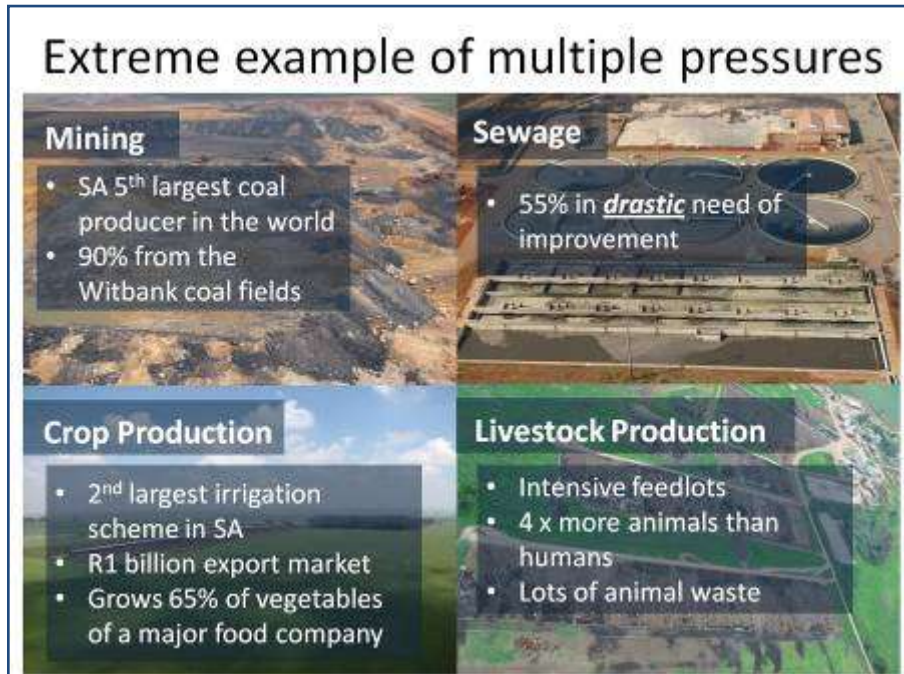 Extreme example of multiple pressures
Mining
• SA 5th largest coal
producer in the world
• 90% from the
Witbank coal fields
Sewage
• 55% in drastic need of
improvement
Crop Production
• 2nd largest irrigation
scheme in SA
• R1 billion export market
• Grows 65% of vegetables
of a major food company
Livestock Production
• Intensive feedlots
• 4 x more animals than
humans
• Lots of animal waste